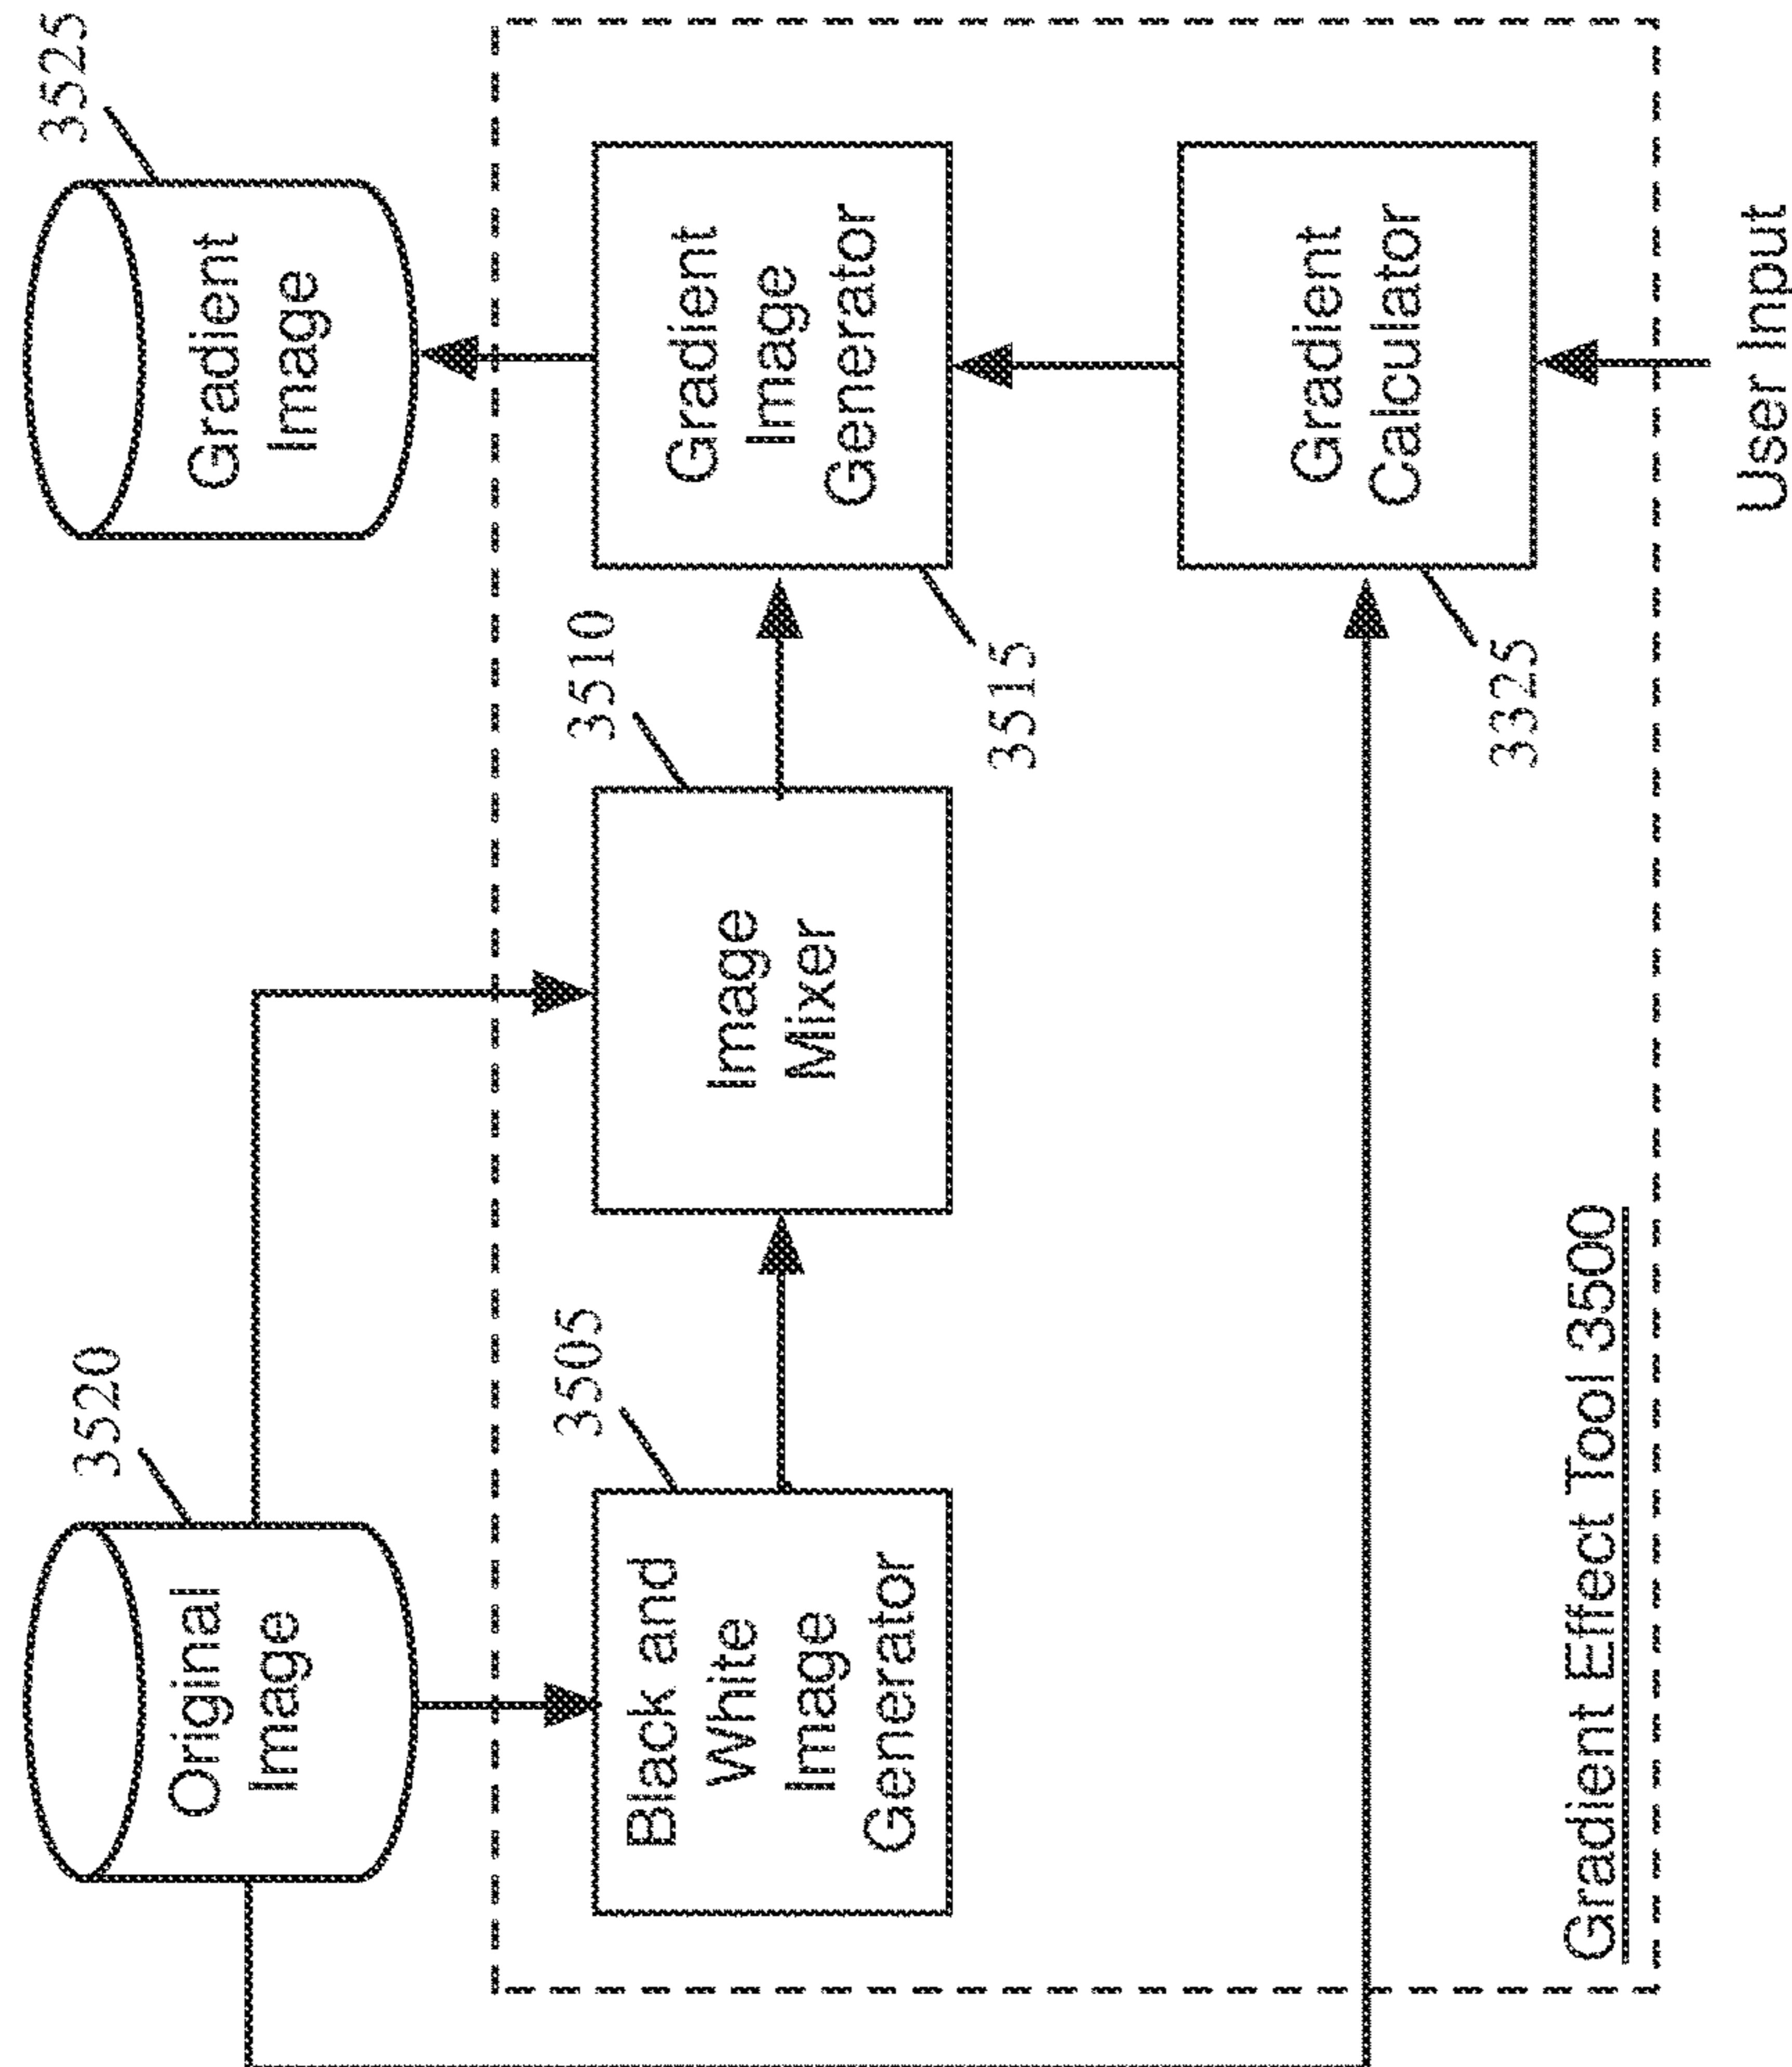 3520
Original
Image
3525
Gradient
Image
3505
Black and
White
Image
Generator
3510
Image
Mixer
Gradient
Image
Generator
3515
Gradient
Calculator
3325
Gradient Effect Tool 3500
User Input